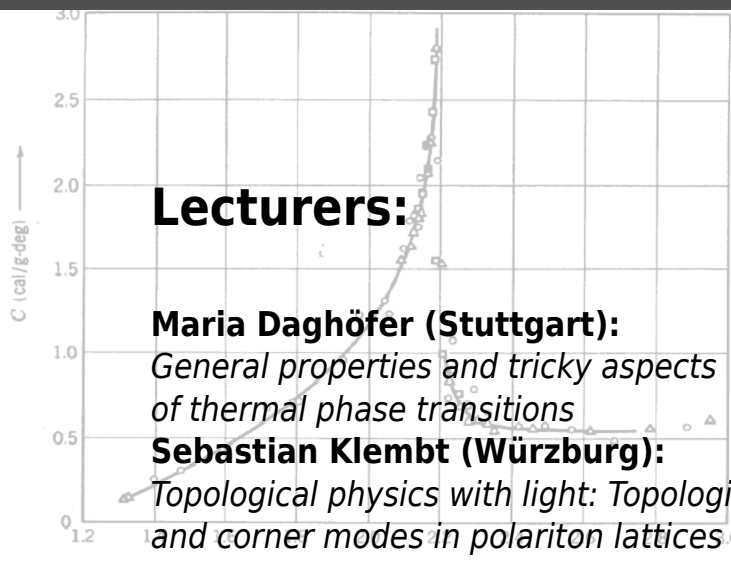 3.0
2.5
2.0
1.5
1.0
0.5
0
C (cal/g-deg)
Lecturers:
Maria Daghöfer (Stuttgart):
General properties and tricky aspects
of thermal phase transitions
Sebastian Klembt (Würzburg):
Topological physics with light: Topologi
and corner modes in polariton lattices
1.2